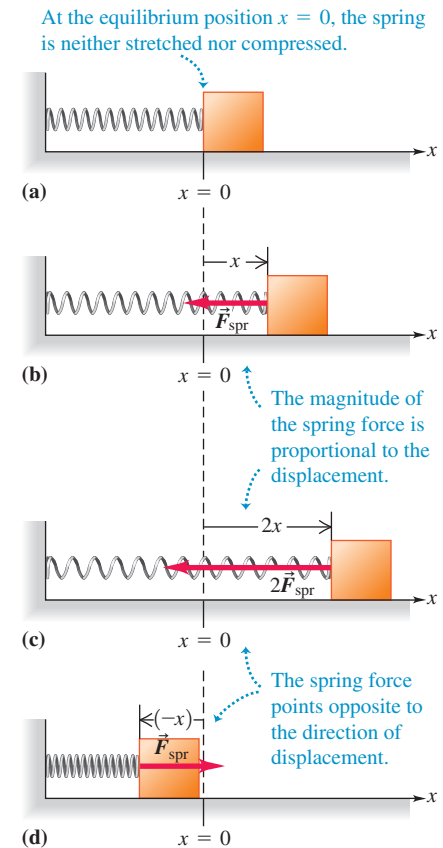 At the equilibrium position x = 0, the spring
is neither stretched nor compressed.
x
(a)
x = 0
x
F⃗spr
x
(b)
x = 0
The magnitude of
the spring force is
proportional to the
displacement.
2x
2F⃗spr
x
(c)
x = 0
The spring force
points opposite to
the direction of
displacement.
(−x)
F⃗spr
x
(d)
x = 0